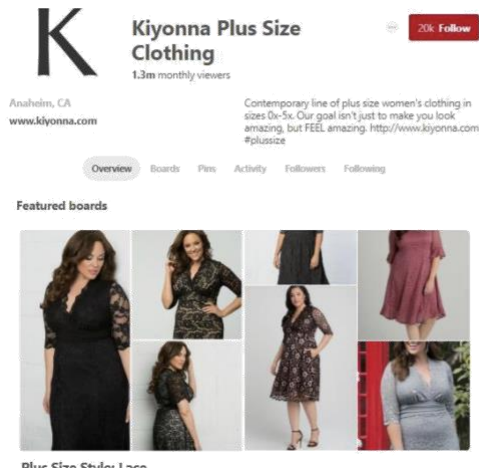 K
Kiyonna Plus Size
Clothing
20k Follow
1.3m monthly viewers
Anaheim, CA
www.kiyonna.com
Contemporary line of plus size women's clothing in
sizes 0x-5x. Our goal isn't just to make you look
amazing, but FEEL amazing. http://www.kiyonna.com
#plussize
Overview Boards Pins Activity Followers Following
Featured boards
Plus Size Style: Lace